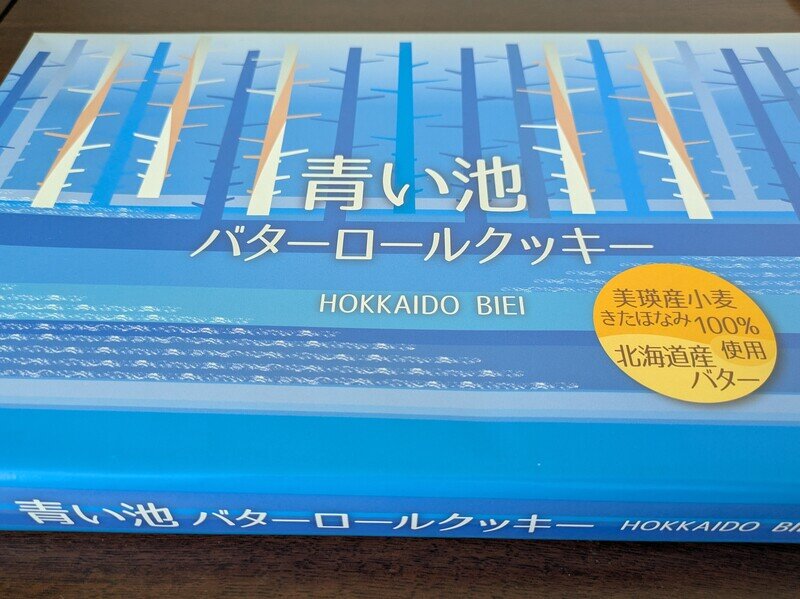 青い池
バターロールクッキー
HOKKAIDO BIEI
美瑛産小麦
きたほなみ100%
使用
北海道産
バター
青い池 バターロールクッキー HOKKAIDO BIE